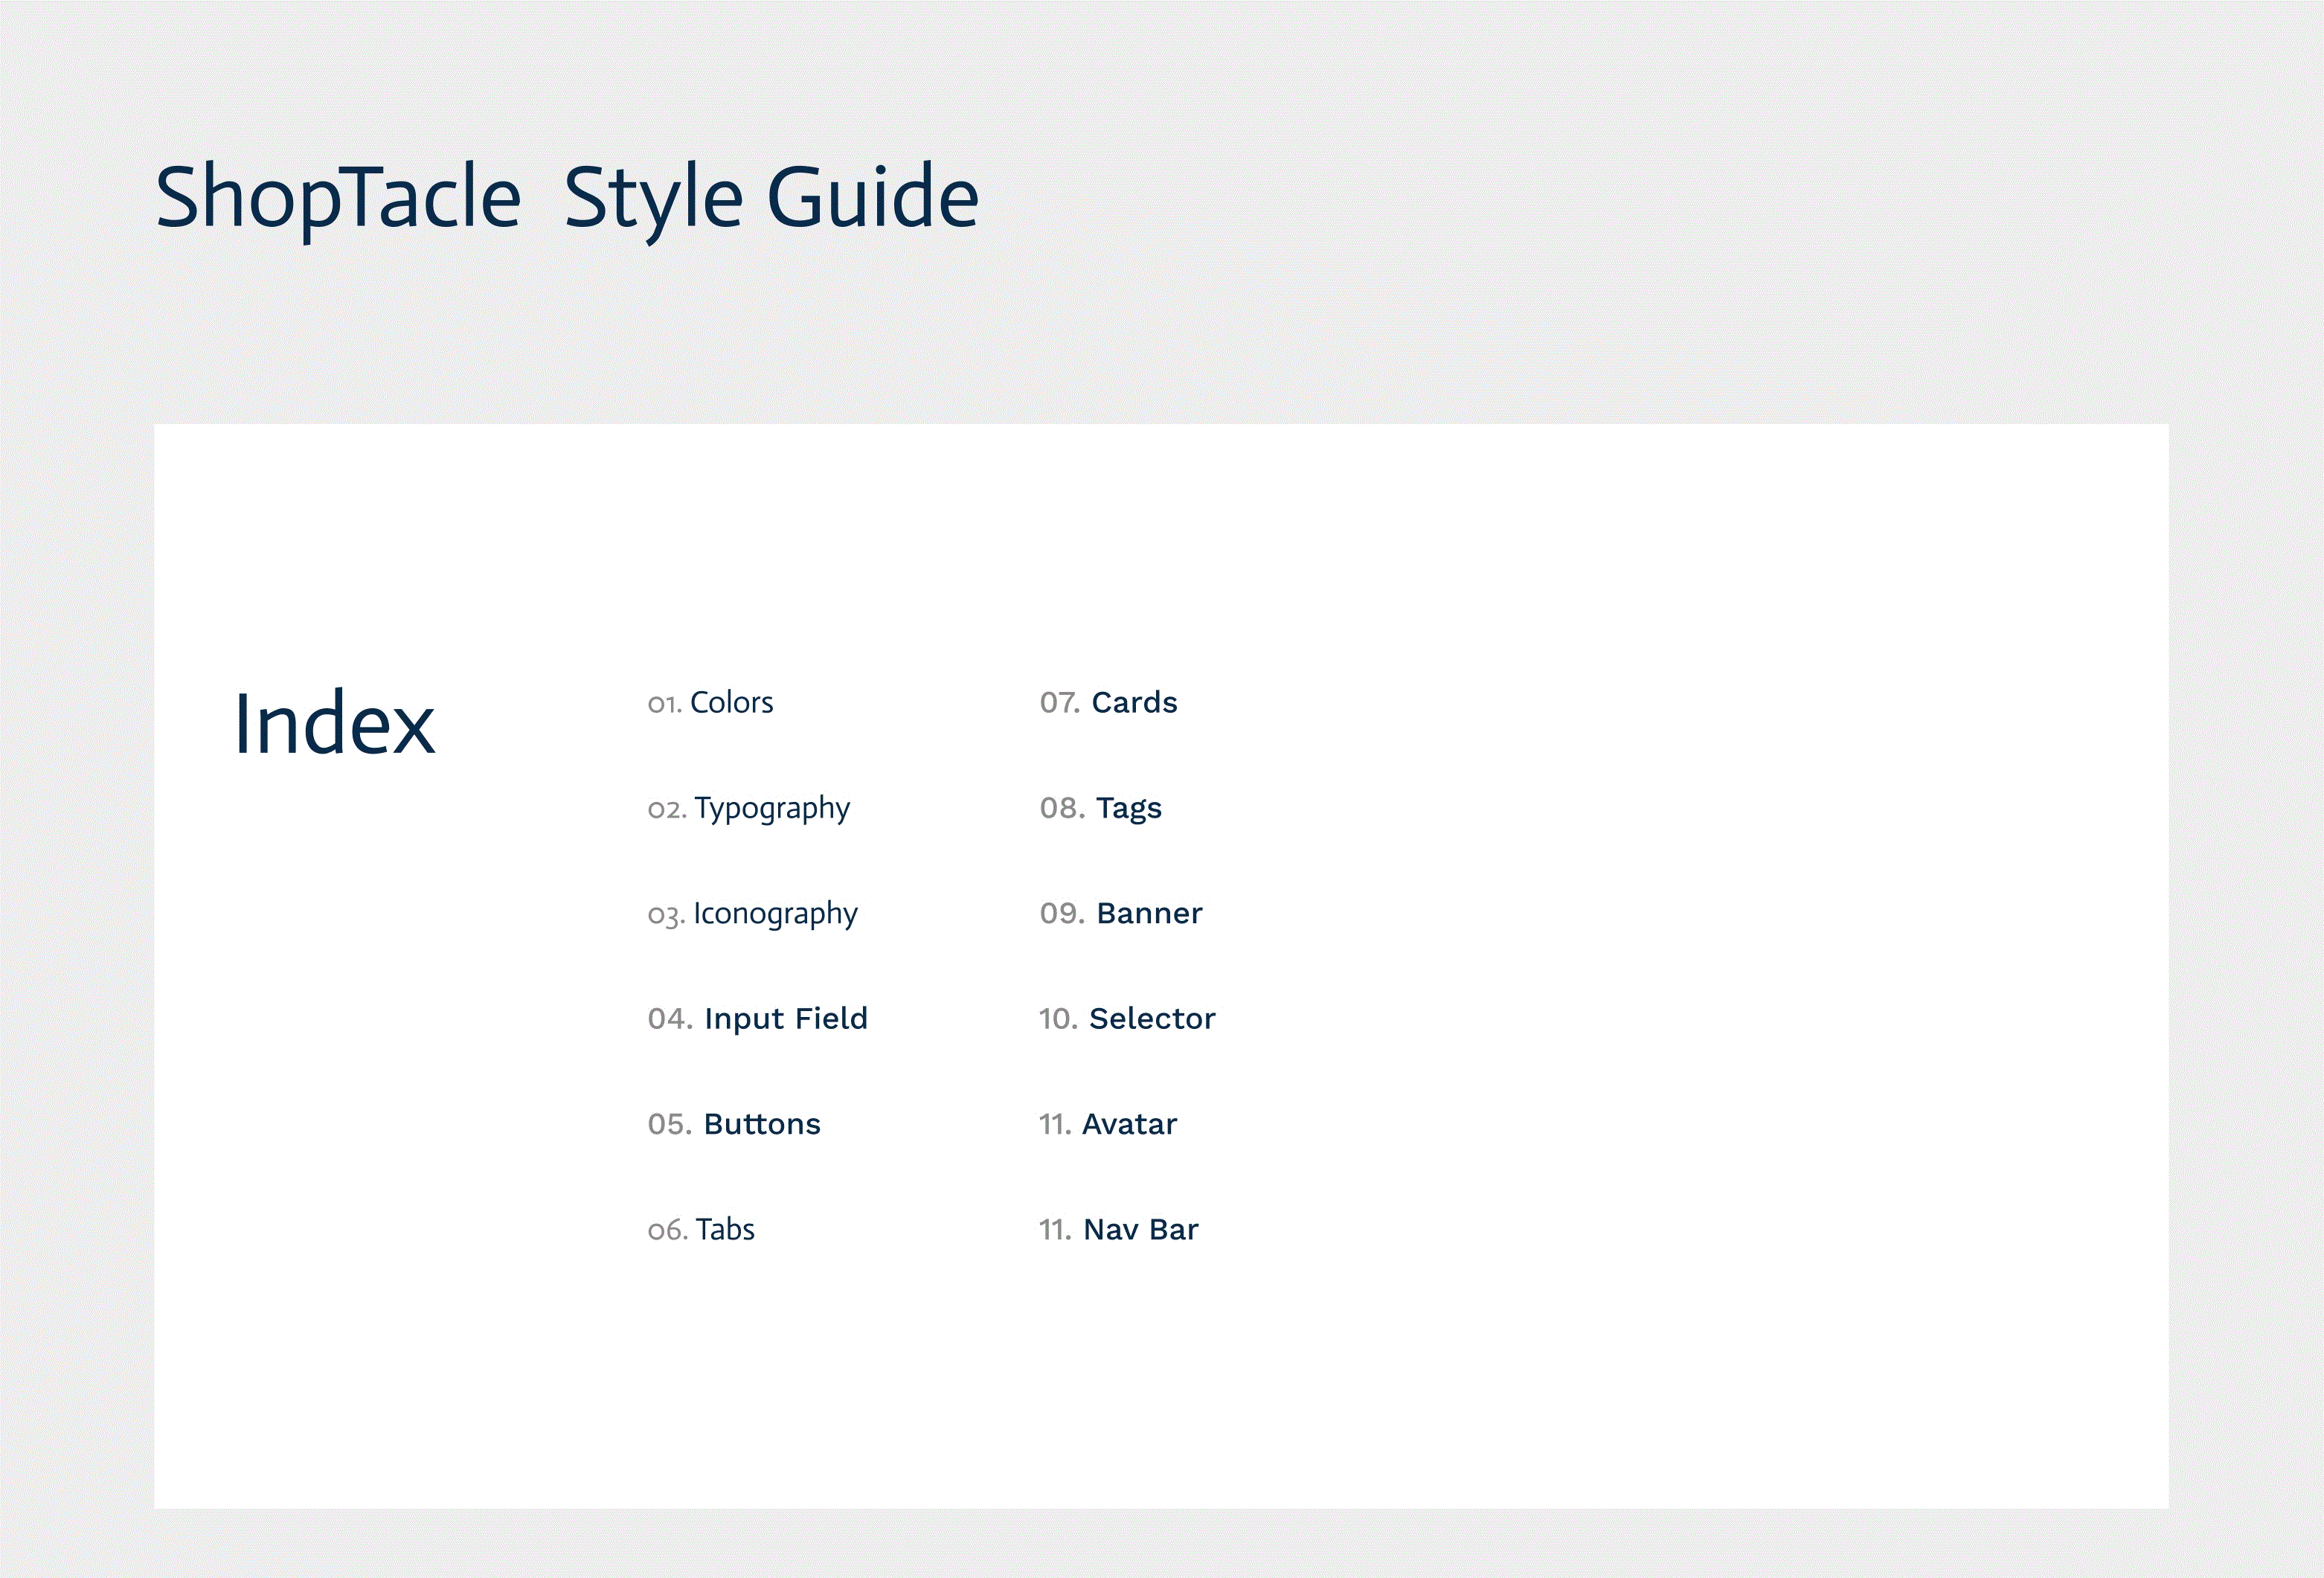 ShopTacle  Style Guide
Index
01. Colors
02. Typography
03. Iconography
04. Input Field
05. Buttons
06. Tabs
07. Cards
08. Tags
09. Banner
10. Selector
11. Avatar
11. Nav Bar